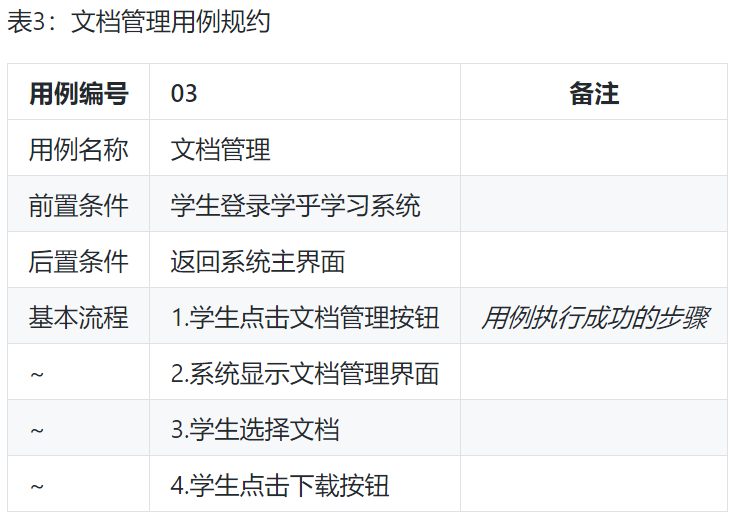 表3：文档管理用例规约
用例编号 03 备注
用例名称 文档管理
前置条件 学生登录学乎学习系统
后置条件 返回系统主界面
基本流程 1.学生点击文档管理按钮 用例执行成功的步骤
~ 2.系统显示文档管理界面
~ 3.学生选择文档
~ 4.学生点击下载按钮